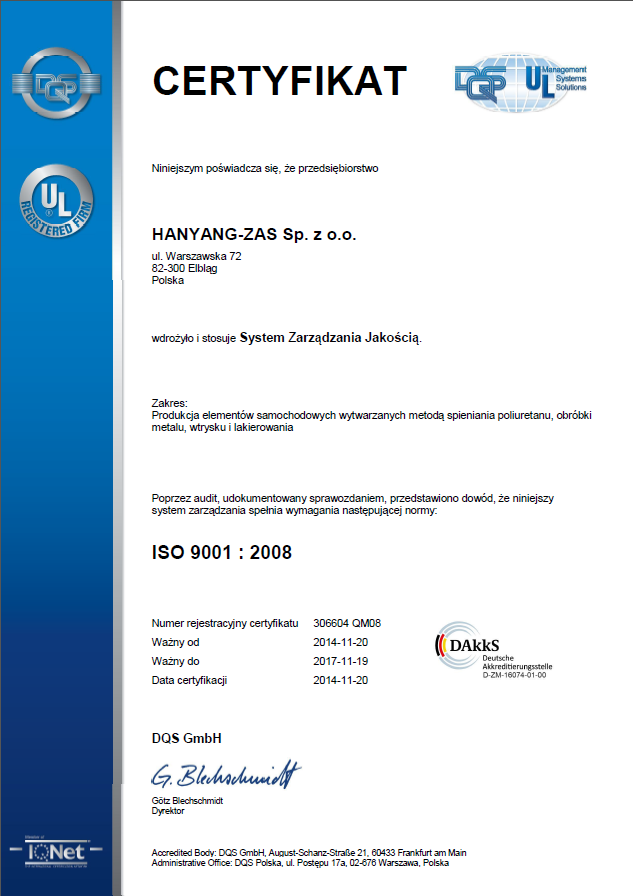 CERTYFIKAT
DQS
DQS UL Management
Systems
Solutions
UL
®
REGISTERED FIRM
Niniejszym poświadcza się, że przedsiębiorstwo
HANYANG-ZAS Sp. z o.o.
ul. Warszawska 72
82-300 Elbląg
Polska
wdrożyło i stosuje System Zarządzania Jakością.
Zakres:
Produkcja elementów samochodowych wytwarzanych metodą spieniania poliuretanu, obróbki
metalu, wtrysku i lakierowania
Poprzez audit, udokumentowany sprawozdaniem, przedstawiono dowód, że niniejszy
system zarządzania spełnia wymagania następującej normy:
ISO 9001 : 2008
Numer rejestracyjny certyfikatu 306604 QM08
Ważny od 2014-11-20
Ważny do 2017-11-19
Data certyfikacji 2014-11-20
DAkkS
Deutsche
Akkreditierungsstelle
D-ZM-16074-01-00
DQS GmbH
G. Blechschmidt
Götz Blechschmidt
Dyrektor
IQNet
Accredited Body: DQS GmbH, August-Schanz-Straße 21, 60433 Frankfurt am Main
Administrative Office: DQS Polska, ul. Postępu 17a, 02-676 Warszawa, Polska